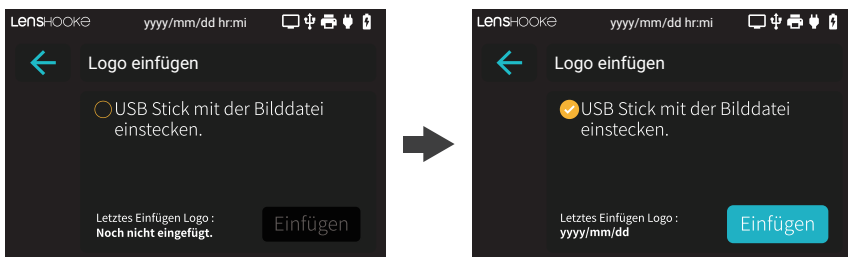 LENSHOOKE yyyy/mm/dd hr:mi
Logo einfügen
USB Stick mit der Bilddatei
einstecken.
Letztes Einfügen Logo :
Noch nicht eingefügt.
Einfügen
LENSHOOKE yyyy/mm/dd hr:mi
Logo einfügen
USB Stick mit der Bilddatei
einstecken.
Letztes Einfügen Logo :
yyyy/mm/dd
Einfügen